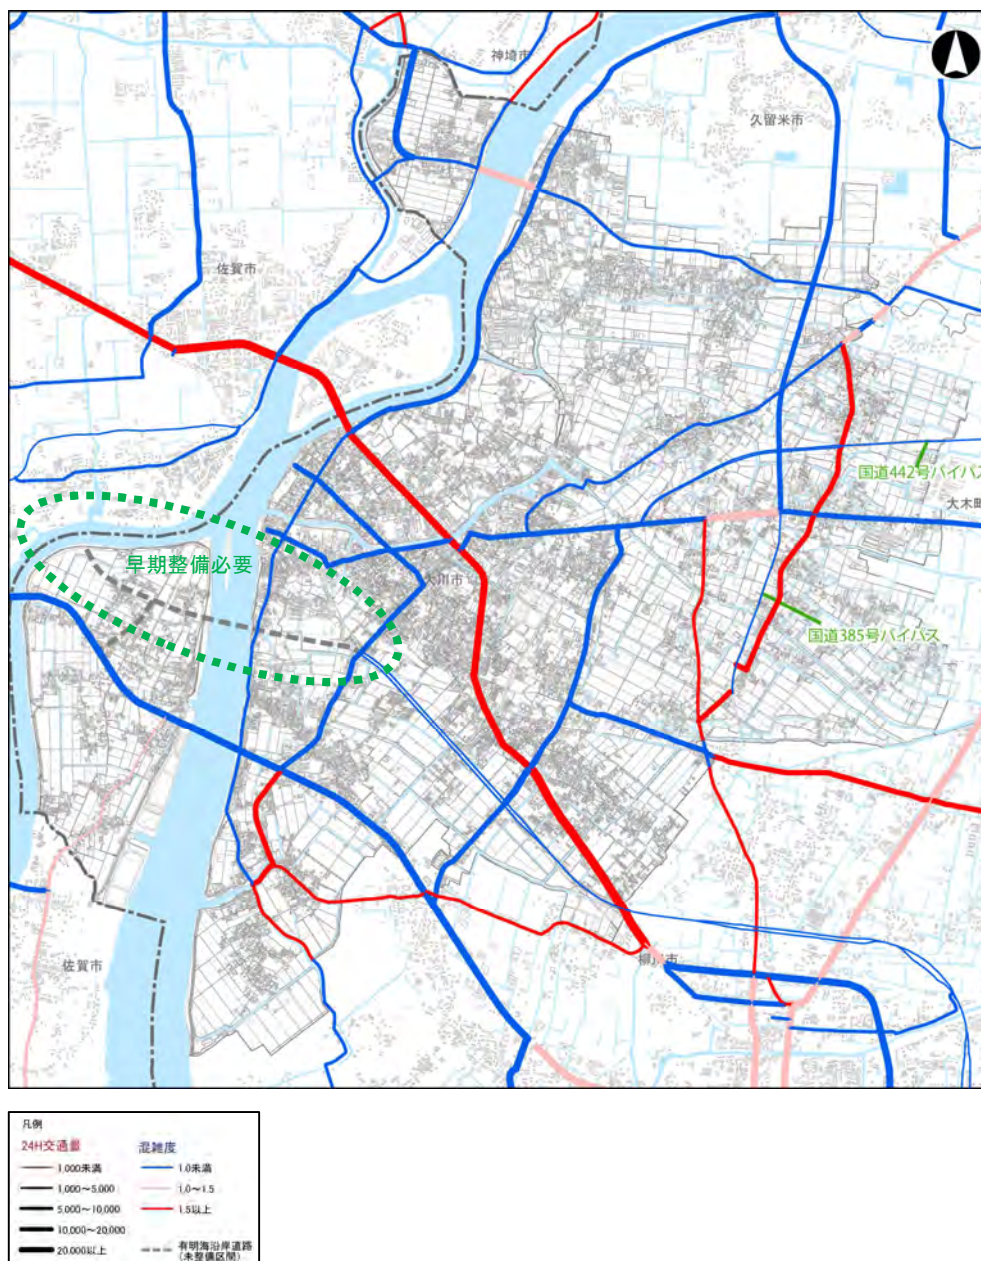 神埼市
久留米市
佐賀市
国道442号バイパス
大木町
早期整備必要
大川市
国道385号バイパス
佐賀市
柳川市
凡例
24H交通量 混雑度
1,000未満 1.0未満
1,000～5,000 1.0～1.5
5,000～10,000 1.5以上
10,000～20,000
20,000以上 有明海沿岸道路
(未整備区間)